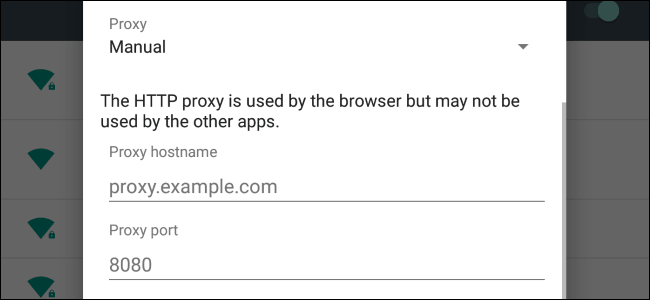 Proxy
Manual
The HTTP proxy is used by the browser but may not be
used by the other apps.
Proxy hostname
proxy.example.com
Proxy port
8080